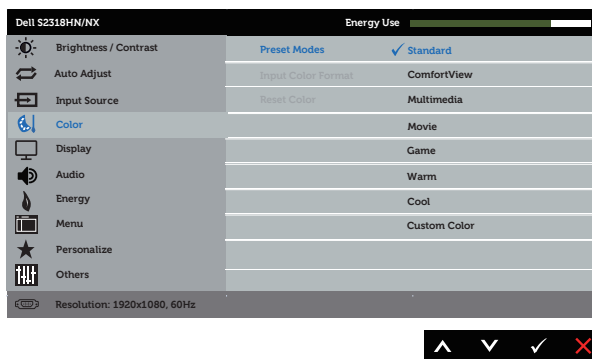 Dell S2318HN/NX Energy Use
Brightness / Contrast Preset Modes Standard
Auto Adjust Input Color Format ComfortView
Input Source Reset Color Multimedia
Color Movie
Display Game
Audio Warm
Energy Cool
Menu Custom Color
Personalize
Others
Resolution: 1920x1080, 60Hz